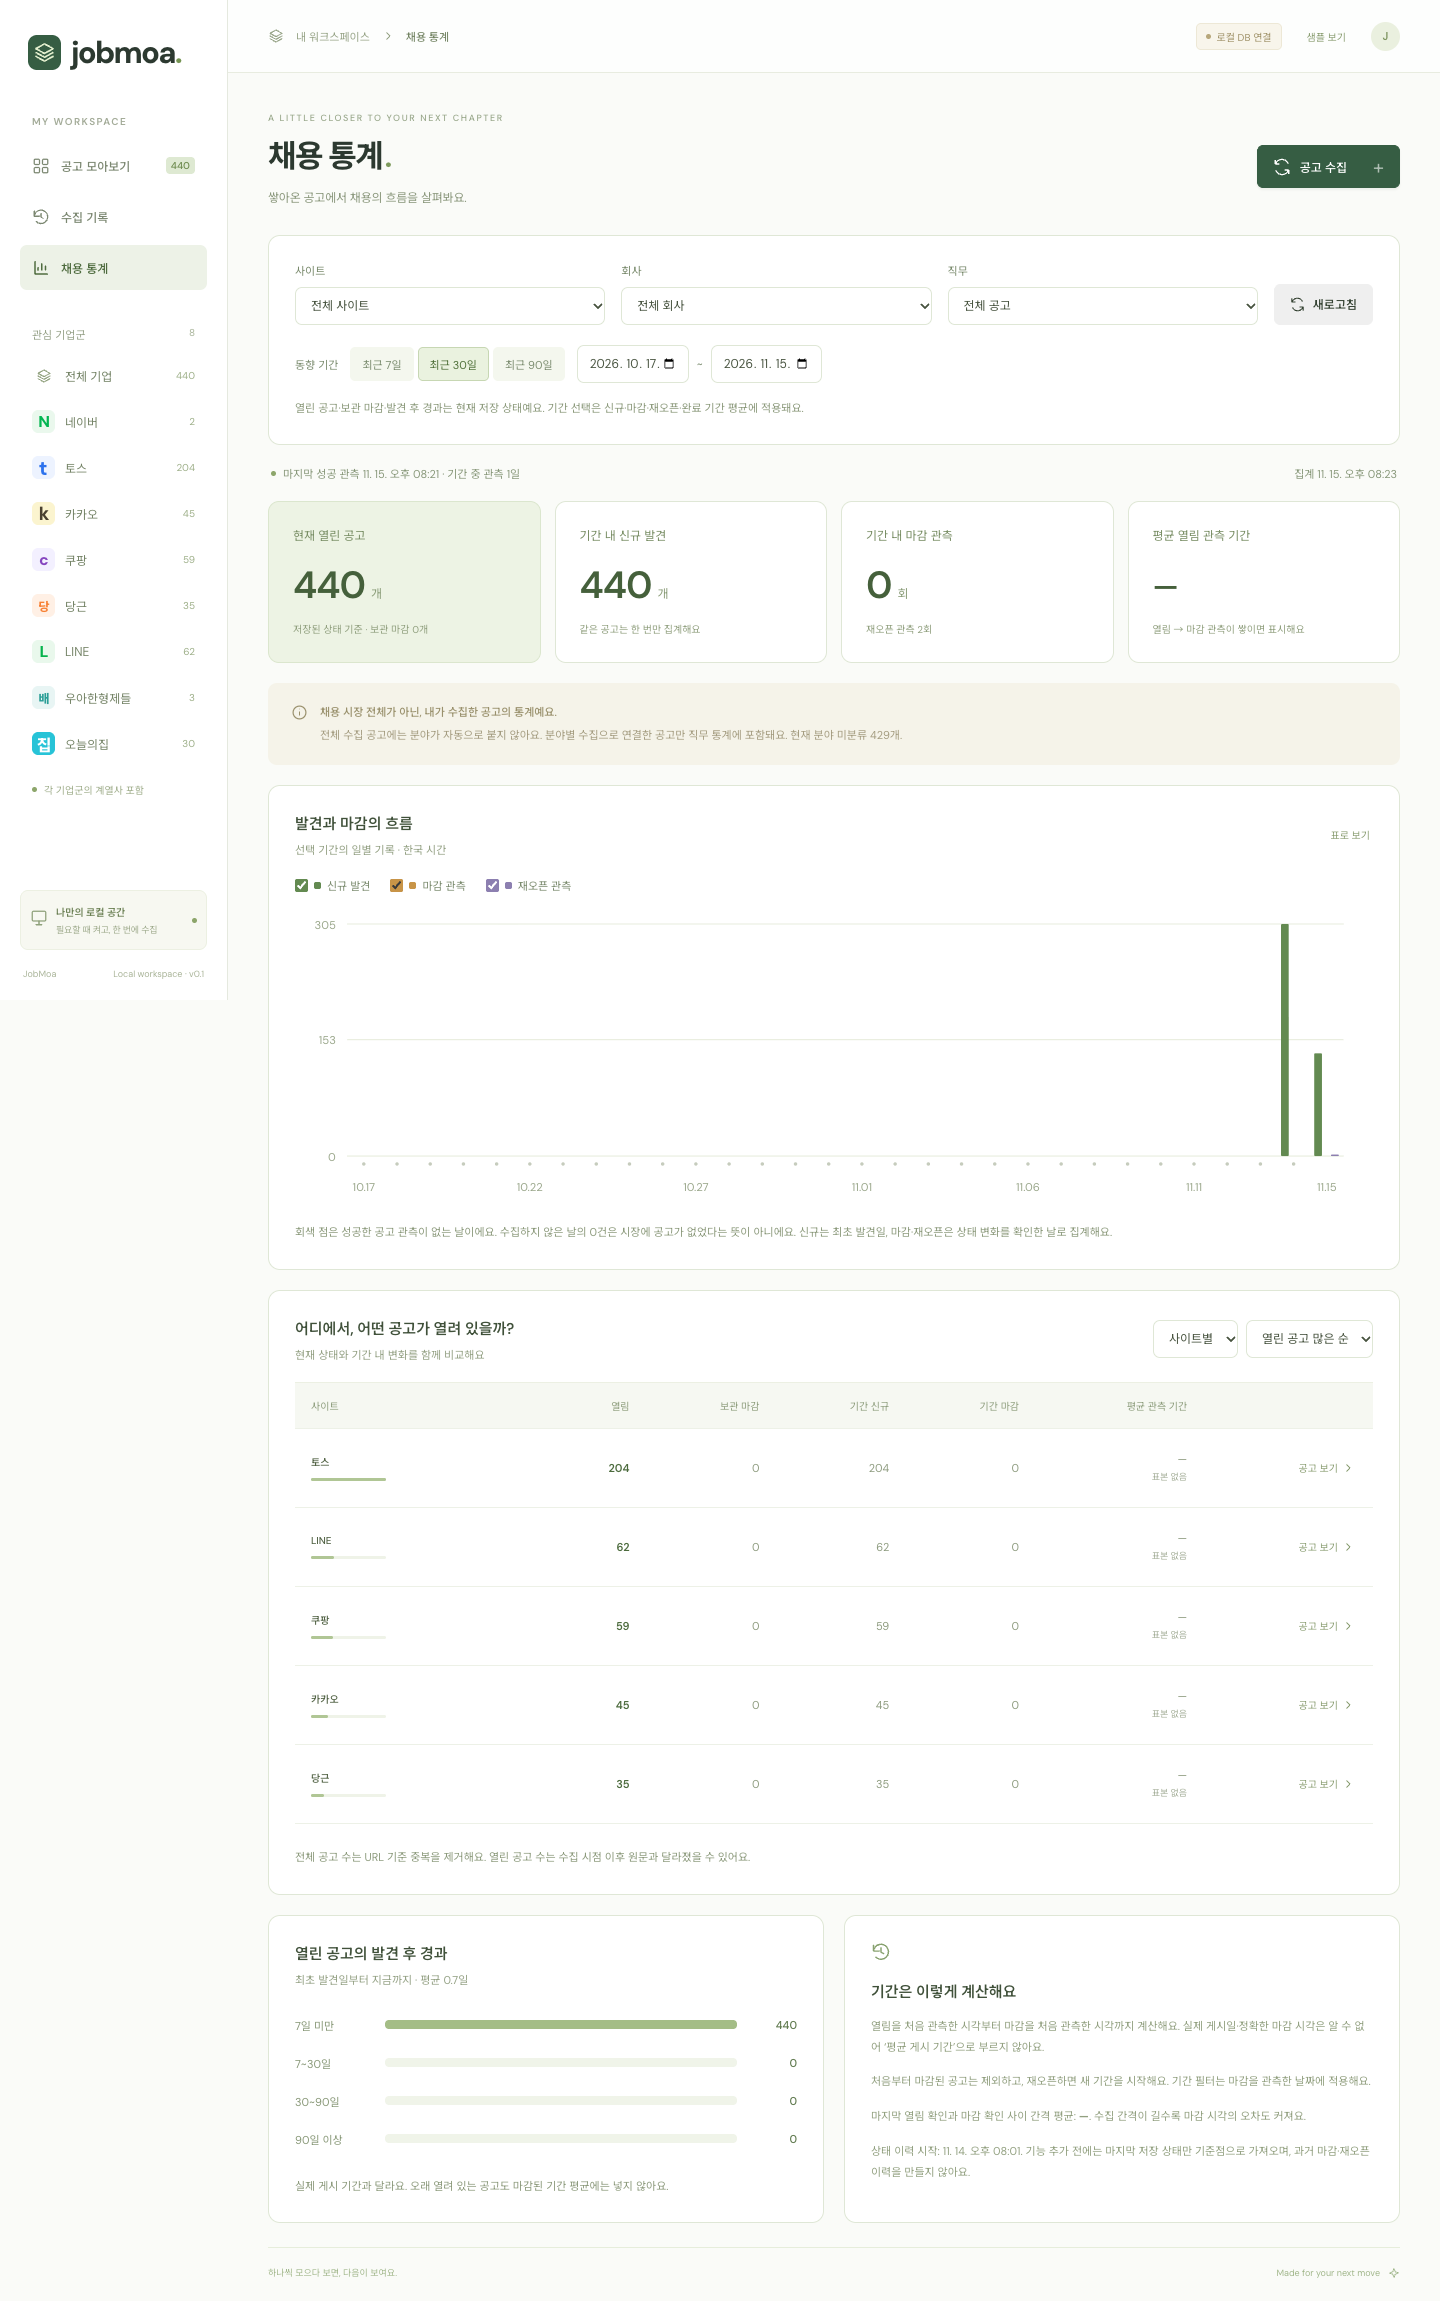 jobmoa.
MY WORKSPACE
공고 모아보기 440
수집 기록
채용 통계
관심 기업군 8
전체 기업 440
N 네이버 2
t 토스 204
k 카카오 45
c 쿠팡 59
당 당근 35
L LINE 62
배 우아한형제들 3
집 오늘의집 30
각 기업군의 계열사 포함
나만의 로컬 공간
필요할 때 켜고, 한 번에 수집
JobMoa Local workspace · v0.1
내 워크스페이스 > 채용 통계
로컬 DB 연결 샘플 보기 J
A LITTLE CLOSER TO YOUR NEXT CHAPTER
채용 통계.
쌓아온 공고에서 채용의 흐름을 살펴봐요.
공고 수집 +
사이트 회사 직무
전체 사이트 전체 회사 전체 공고 새로고침
동향 기간 최근 7일 최근 30일 최근 90일 2026. 10. 17. ~ 2026. 11. 15.
열린 공고·보관 마감·발견 후 경과는 현재 저장 상태예요. 기간 선택은 신규·마감·재오픈·완료 기간 평균에 적용돼요.
마지막 성공 관측 11. 15. 오후 08:21 · 기간 중 관측 1일
집계 11. 15. 오후 08:23
현재 열린 공고
440 개
저장된 상태 기준 · 보관 마감 0개
기간 내 신규 발견
440 개
같은 공고는 한 번만 집계해요
기간 내 마감 관측
0 회
재오픈 관측 2회
평균 열림 관측 기간
—
열림 → 마감 관측이 쌓이면 표시해요
채용 시장 전체가 아닌, 내가 수집한 공고의 통계예요.
전체 수집 공고에는 분야가 자동으로 붙지 않아요. 분야별 수집으로 연결한 공고만 직무 통계에 포함돼요. 현재 분야 미분류 429개.
발견과 마감의 흐름
선택 기간의 일별 기록 · 한국 시간
표로 보기
신규 발견 마감 관측 재오픈 관측
305
153
0
10.17 10.22 10.27 11.01 11.06 11.11 11.15
회색 점은 성공한 공고 관측이 없는 날이에요. 수집하지 않은 날의 0건은 시장에 공고가 없었다는 뜻이 아니에요. 신규는 최초 발견일, 마감·재오픈은 상태 변화를 확인한 날로 집계해요.
어디에서, 어떤 공고가 열려 있을까?
현재 상태와 기간 내 변화를 함께 비교해요
사이트별 열린 공고 많은 순
사이트 열림 보관 마감 기간 신규 기간 마감 평균 관측 기간
토스 204 0 204 0 — 표본 없음 공고 보기 >
LINE 62 0 62 0 — 표본 없음 공고 보기 >
쿠팡 59 0 59 0 — 표본 없음 공고 보기 >
카카오 45 0 45 0 — 표본 없음 공고 보기 >
당근 35 0 35 0 — 표본 없음 공고 보기 >
전체 공고 수는 URL 기준 중복을 제거해요. 열린 공고 수는 수집 시점 이후 원문과 달라졌을 수 있어요.
열린 공고의 발견 후 경과
최초 발견일부터 지금까지 · 평균 0.7일
7일 미만 440
7~30일 0
30~90일 0
90일 이상 0
실제 게시 기간과 달라요. 오래 열려 있는 공고도 마감된 기간 평균에는 넣지 않아요.
기간은 이렇게 계산해요
열림을 처음 관측한 시각부터 마감을 처음 관측한 시각까지 계산해요. 실제 게시일·정확한 마감 시각은 알 수 없
어 ‘평균 게시 기간’으로 부르지 않아요.
처음부터 마감된 공고는 제외하고, 재오픈하면 새 기간을 시작해요. 기간 필터는 마감을 관측한 날짜에 적용해요.
마지막 열림 확인과 마감 확인 사이 간격 평균: —. 수집 간격이 길수록 마감 시각의 오차도 커져요.
상태 이력 시작: 11. 14. 오후 08:01. 기능 추가 전에는 마지막 저장 상태만 기준점으로 가져오며, 과거 마감·재오픈
이력을 만들지 않아요.
하나씩 모으다 보면, 다음이 보여요.
Made for your next move